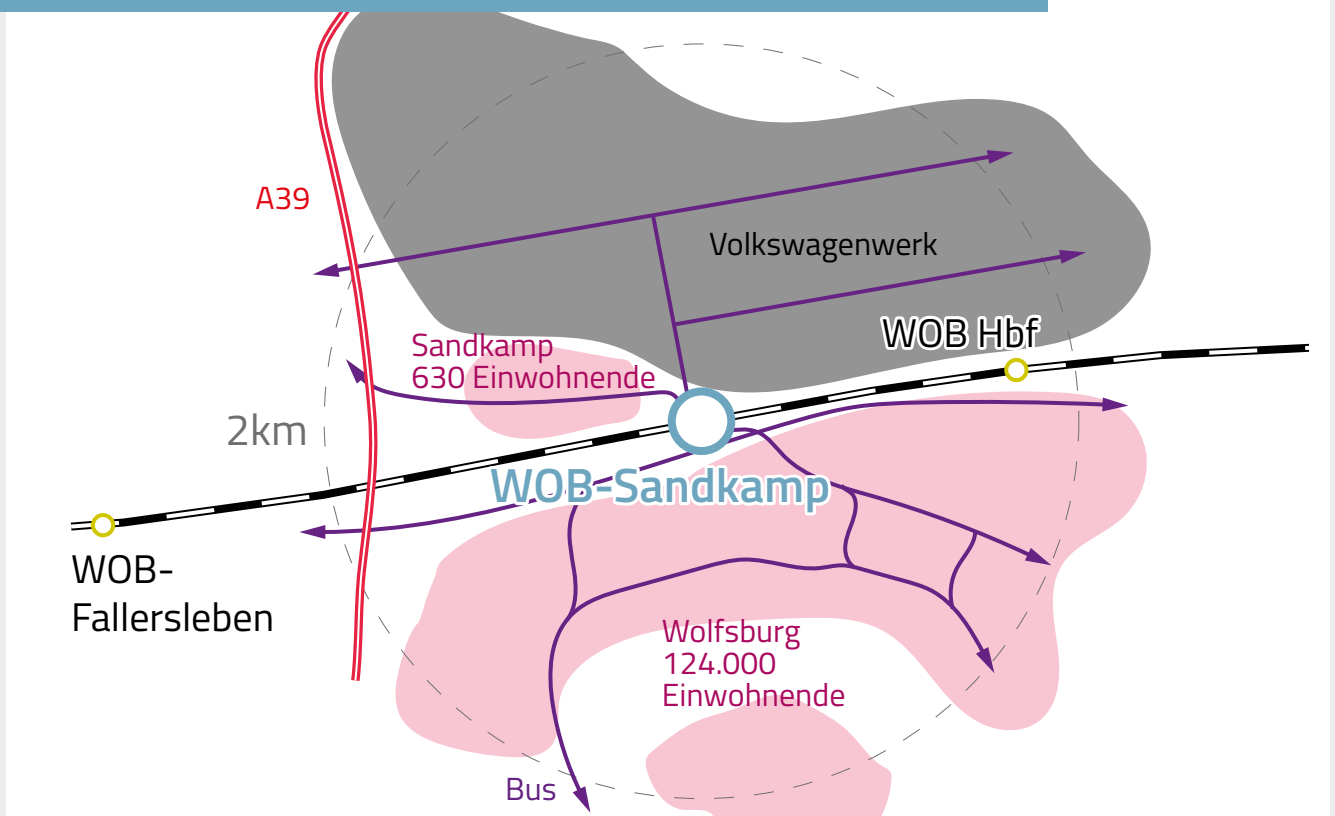 A39
Volkswagenwerk
WOB Hbf
Sandkamp
630 Einwohnende
2km
WOB-Sandkamp
WOB-
Fallersleben
Wolfsburg
124.000
Einwohnende
Bus